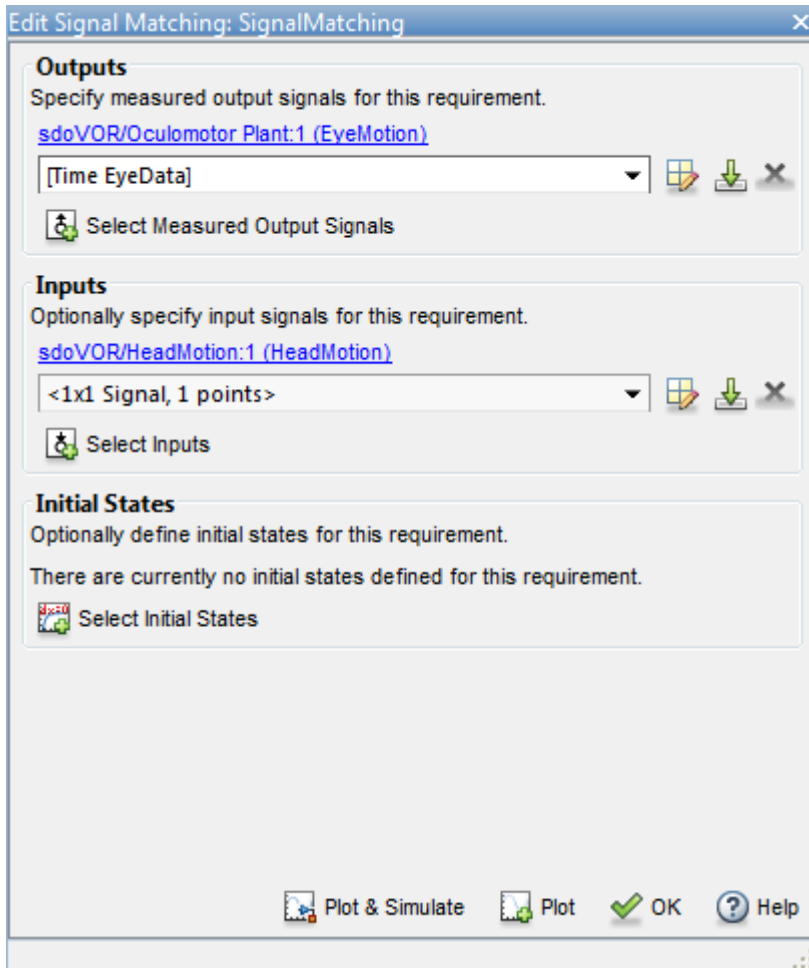 Edit Signal Matching: SignalMatching
Outputs
Specify measured output signals for this requirement.
sdoVOR/Oculomotor Plant:1 (EyeMotion)
[Time EyeData]
Select Measured Output Signals
Inputs
Optionally specify input signals for this requirement.
sdoVOR/HeadMotion:1 (HeadMotion)
<1x1 Signal, 1 points>
Select Inputs
Initial States
Optionally define initial states for this requirement.
There are currently no initial states defined for this requirement.
Select Initial States
Plot & Simulate Plot OK Help